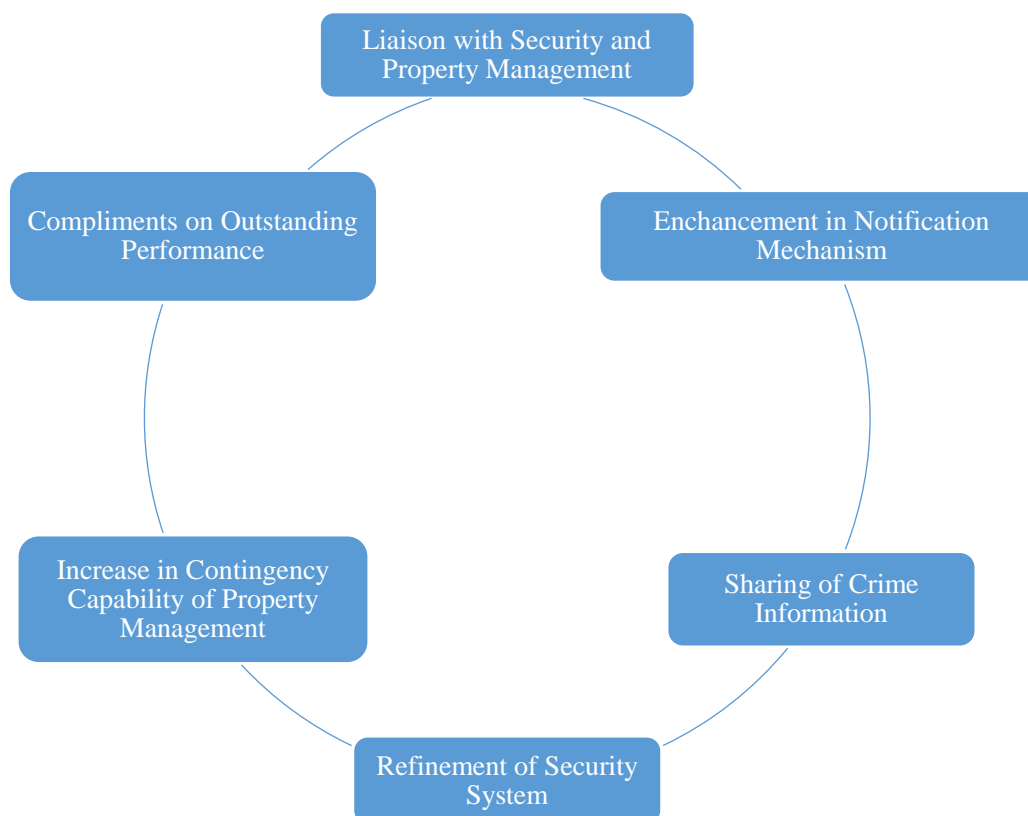 Liaison with Security and
Property Management
Compliments on Outstanding
Performance
Enchancement in Notification
Mechanism
Increase in Contingency
Capability of Property
Management
Sharing of Crime
Information
Refinement of Security
System